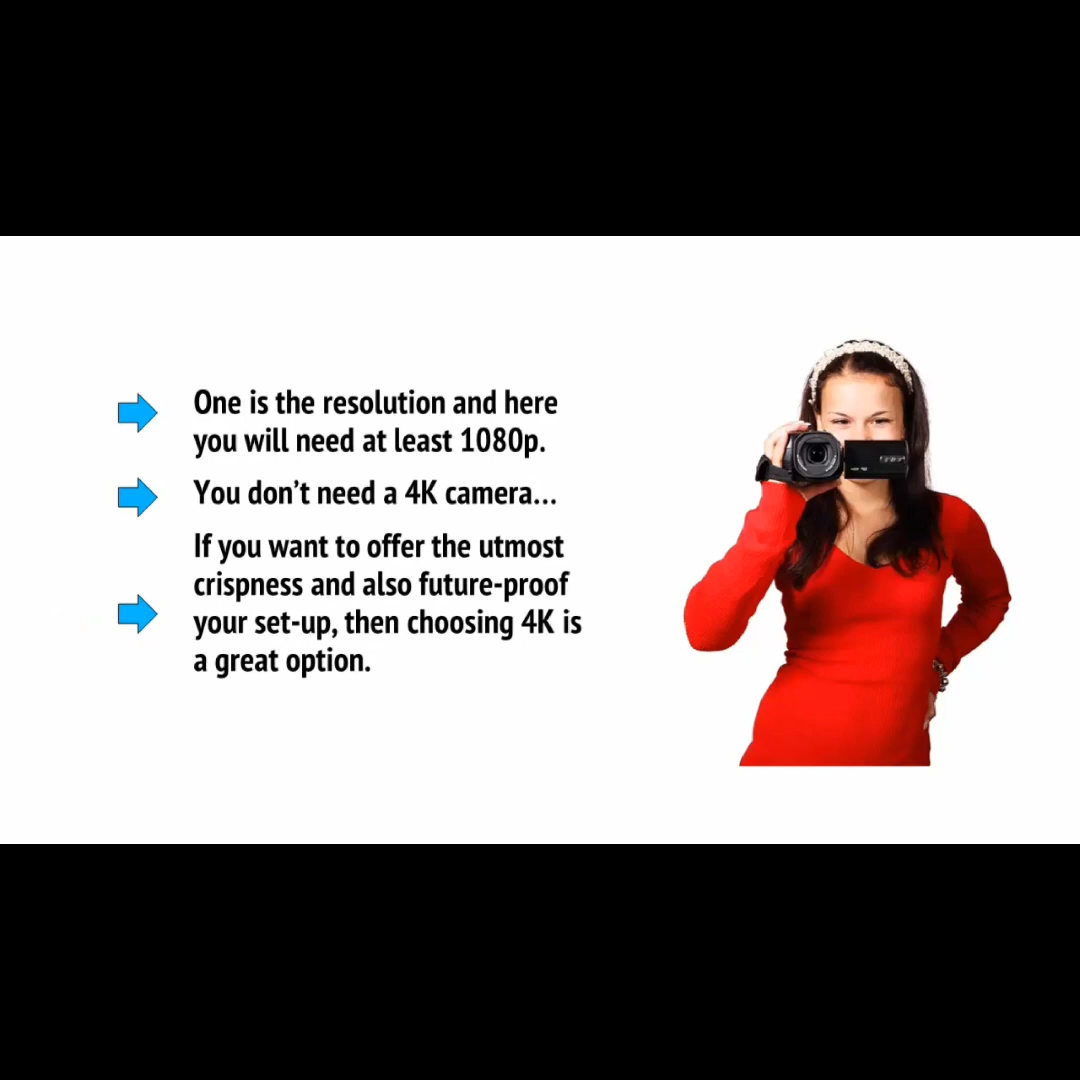 One is the resolution and here
you will need at least 1080p.
You don't need a 4K camera…
If you want to offer the utmost
crispness and also future-proof
your set-up, then choosing 4K is
a great option.